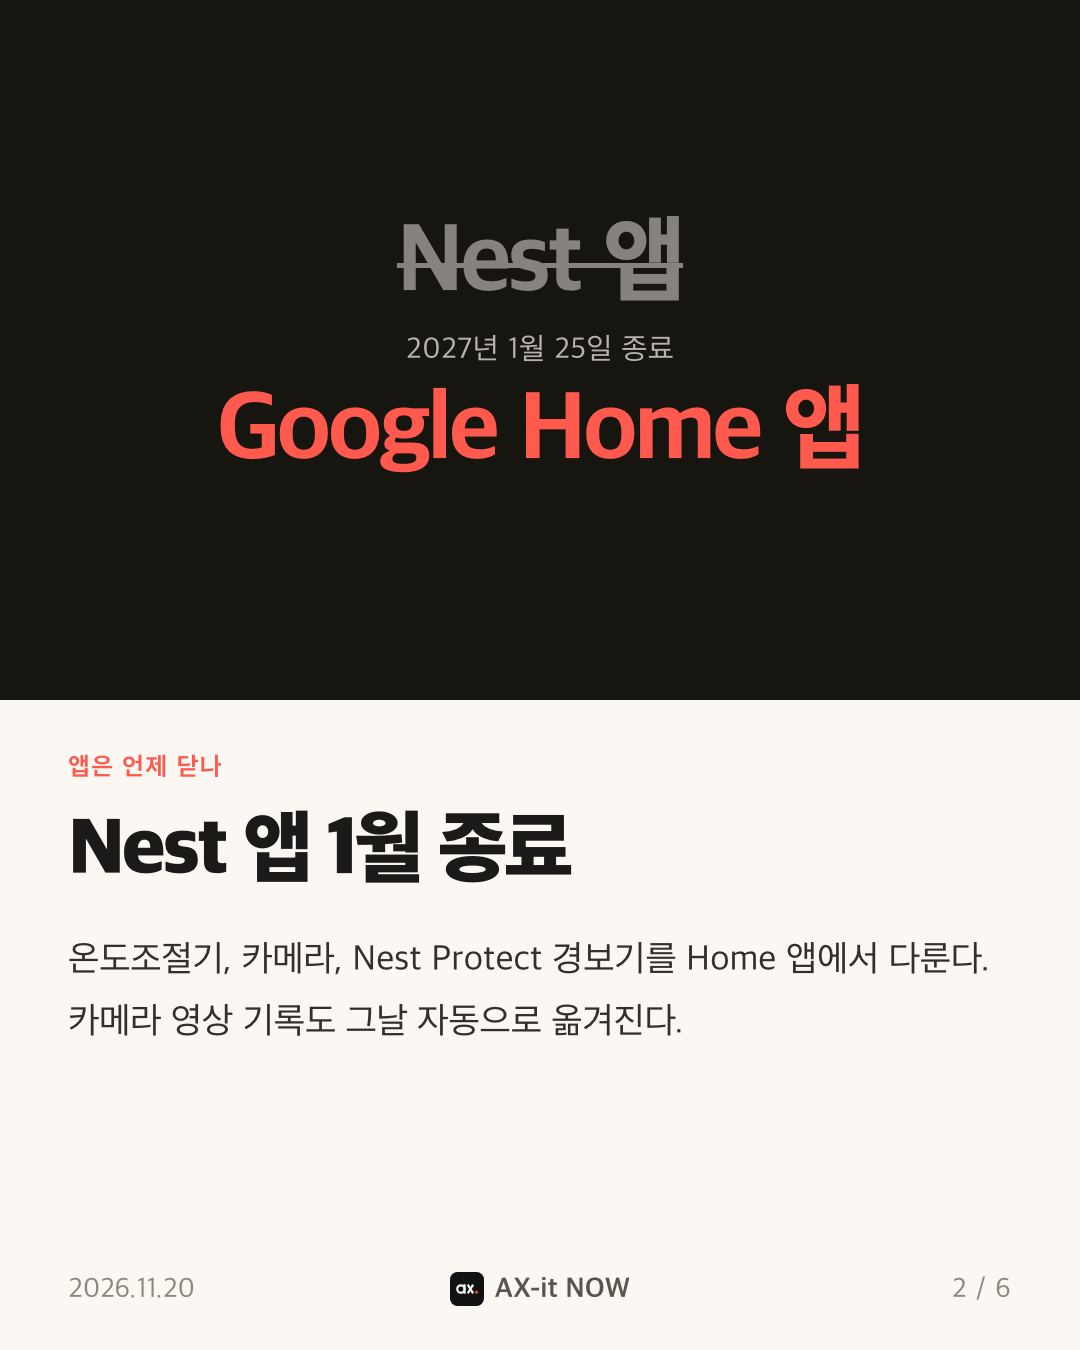 Nest 앱
2027년 1월 25일 종료
Google Home 앱
앱은 언제 닫나
Nest 앱 1월 종료
온도조절기, 카메라, Nest Protect 경보기를 Home 앱에서 다룬다.
카메라 영상 기록도 그날 자동으로 옮겨진다.
2026.11.20
ax. AX-it NOW
2 / 6